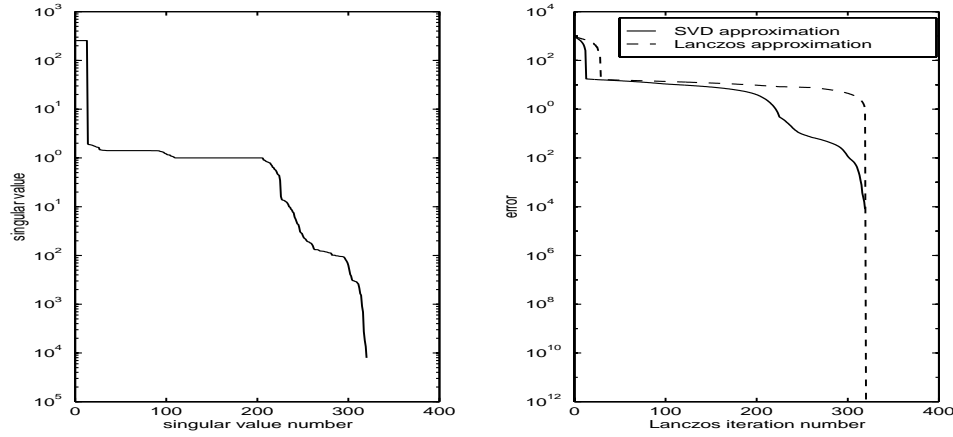 10^3
10^2
10^1
10^0
10^1
10^2
10^3
10^4
10^5
0 100 200 300 400
singular value number
singular value
10^4
10^2
10^0
10^2
10^4
10^6
10^8
10^10
10^12
0 100 200 300 400
Lanczos iteration number
error
SVD approximation
Lanczos approximation